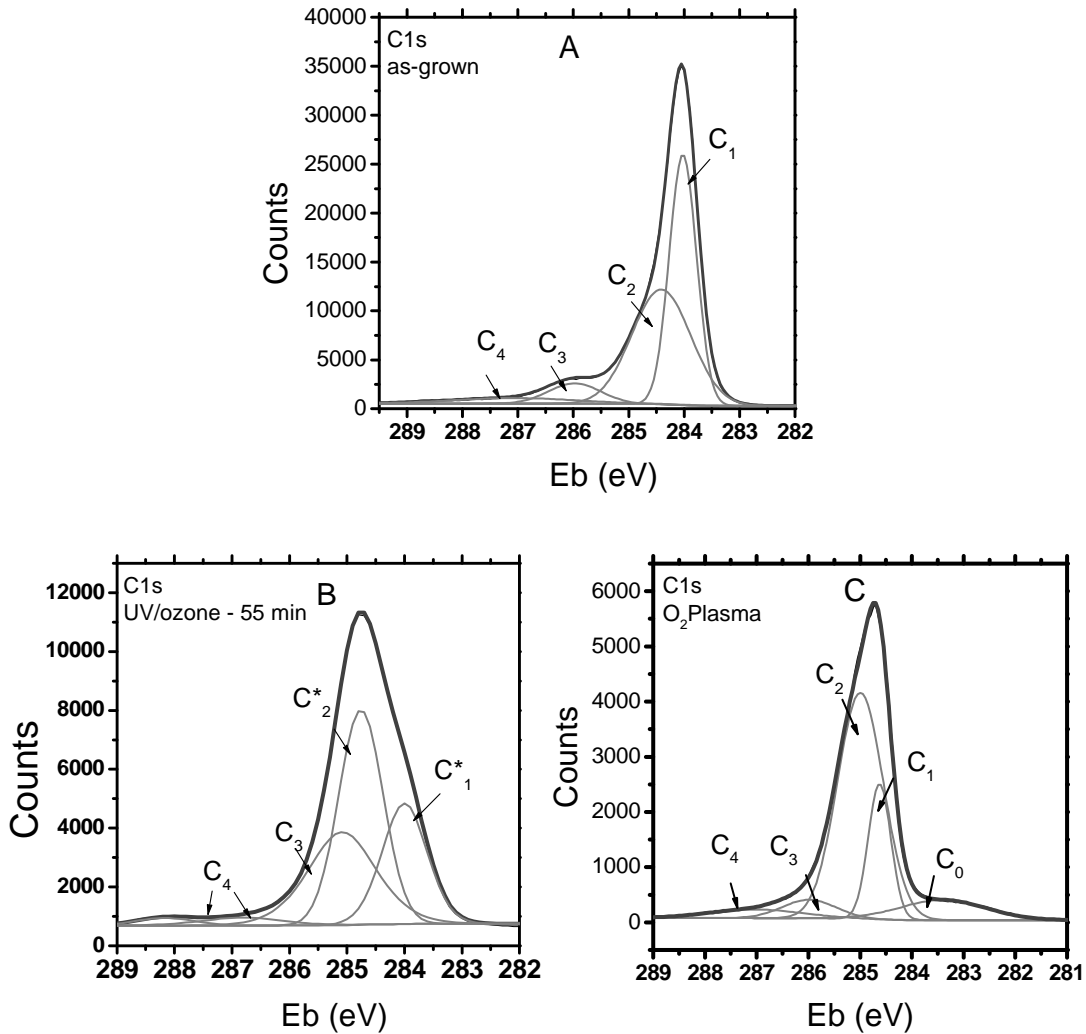 C1s
as-grown
A
C₁
C₂
C₃
C₄
Counts
40000
35000
30000
25000
20000
15000
10000
5000
0
289 288 287 286 285 284 283 282
Eb (eV)
C1s
UV/ozone - 55 min
B
C*₂
C*₁
C₃
C₄
Counts
12000
10000
8000
6000
4000
2000
0
289 288 287 286 285 284 283 282
Eb (eV)
C1s
O₂Plasma
C
C₂
C₁
C₄
C₃
C₀
Counts
6000
5000
4000
3000
2000
1000
0
289 288 287 286 285 284 283 282 281
Eb (eV)